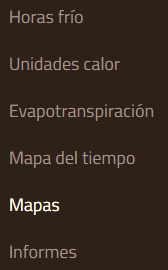 Horas frío
Unidades calor
Evapotranspiración
Mapa del tiempo
Mapas
Informes